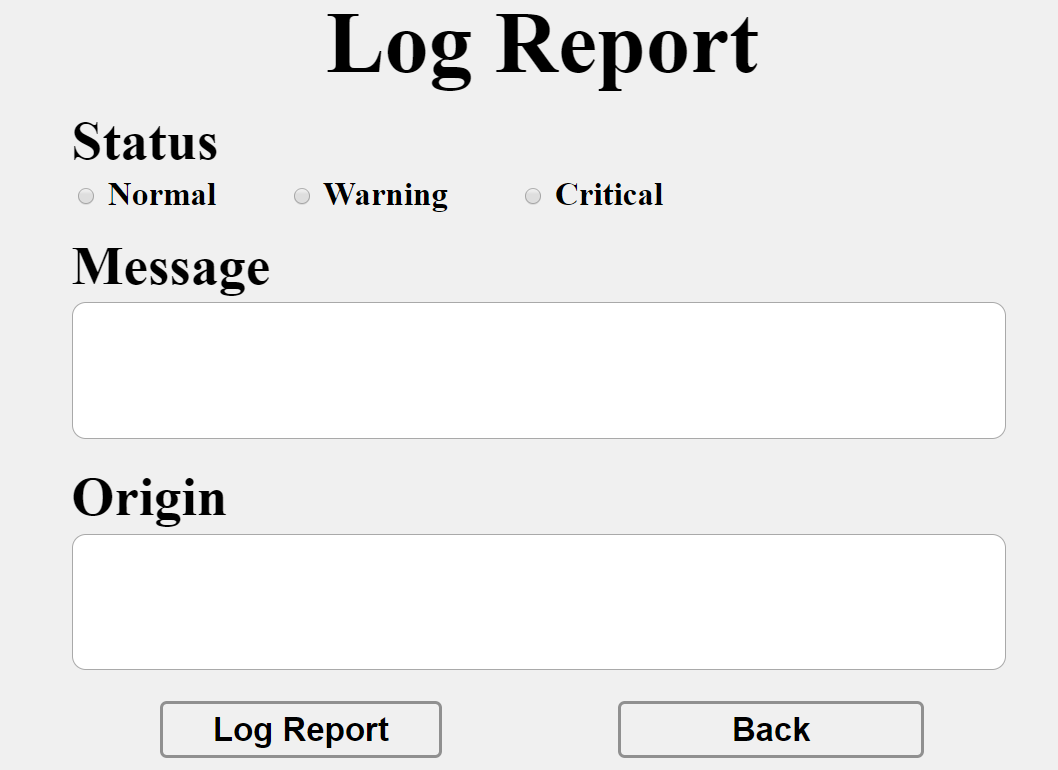 Log Report
Status
Normal Warning Critical
Message
Origin
Log Report Back